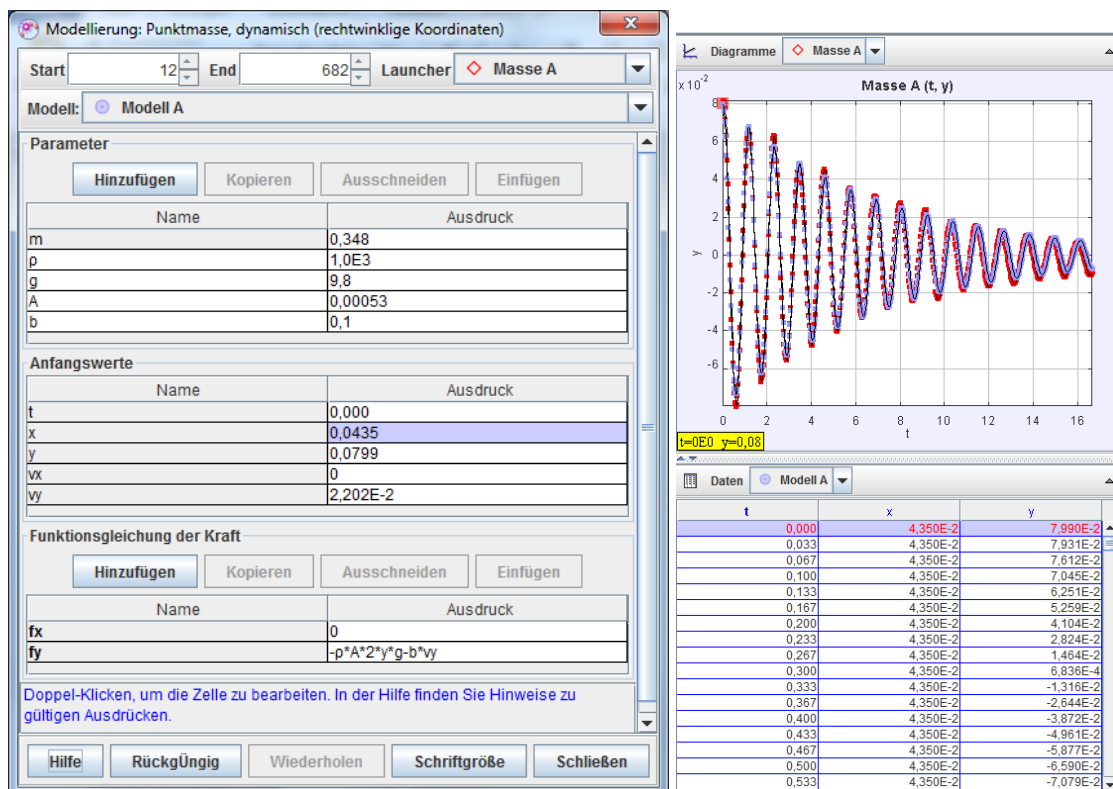 Modellierung: Punktmasse, dynamisch (rechtwinklige Koordinaten)
Start 12 End 682 Launcher Masse A
Modell: Modell A
Parameter
Hinzufügen Kopieren Ausschneiden Einfügen
Name Ausdruck
m 0,348
ρ 1,0E3
g 9,8
A 0,00053
b 0,1
Anfangswerte
Name Ausdruck
t 0,000
x 0,0435
y 0,0799
vx 0
vy 2,202E-2
Funktionsgleichung der Kraft
Hinzufügen Kopieren Ausschneiden Einfügen
Name Ausdruck
fx 0
fy -ρ*A*2*y*g-b*vy
Doppel-Klicken, um die Zelle zu bearbeiten. In der Hilfe finden Sie Hinweise zu
gültigen Ausdrücken.
Hilfe RückgÜngig Wiederholen Schriftgröße Schließen
Diagramme Masse A
x 10-2
Masse A (t, y)
8
6
4
2
0
-2
-4
-6
y
0 2 4 6 8 10 12 14 16
t
t=0E0 y=0,08
Daten Modell A
t x y
0,000 4,350E-2 7,990E-2
0,033 4,350E-2 7,931E-2
0,067 4,350E-2 7,612E-2
0,100 4,350E-2 7,045E-2
0,133 4,350E-2 6,251E-2
0,167 4,350E-2 5,259E-2
0,200 4,350E-2 4,104E-2
0,233 4,350E-2 2,824E-2
0,267 4,350E-2 1,464E-2
0,300 4,350E-2 6,836E-4
0,333 4,350E-2 -1,316E-2
0,367 4,350E-2 -2,644E-2
0,400 4,350E-2 -3,872E-2
0,433 4,350E-2 -4,961E-2
0,467 4,350E-2 -5,877E-2
0,500 4,350E-2 -6,590E-2
0,533 4,350E-2 -7,079E-2